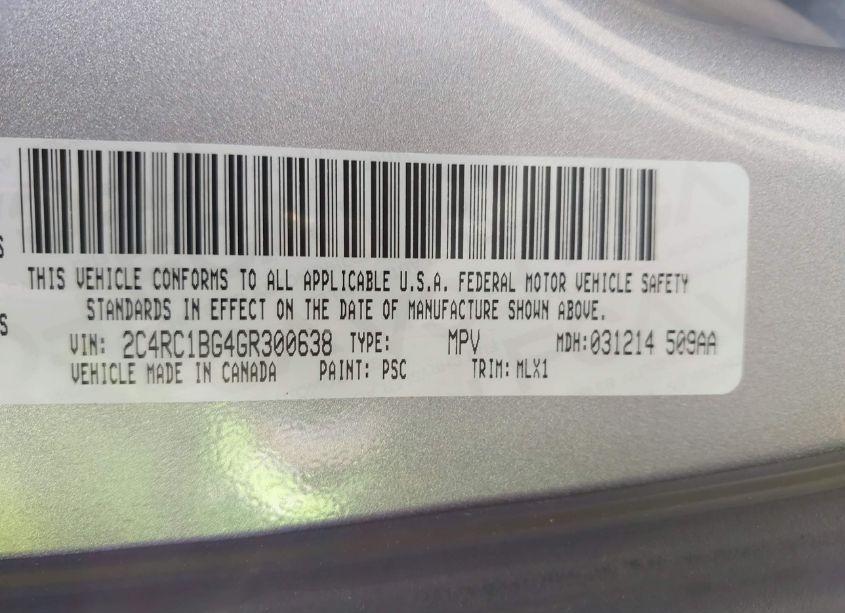 S
THIS VEHICLE CONFORMS TO ALL APPLICABLE U.S.A. FEDERAL MOTOR VEHICLE SAFETY
STANDARDS IN EFFECT ON THE DATE OF MANUFACTURE SHOWN ABOVE.
S
VIN: 2C4RC1BG4GR300638 TYPE: MPV MDH:031214 509AA
VEHICLE MADE IN CANADA PAINT: PSC TRIM: MLX1